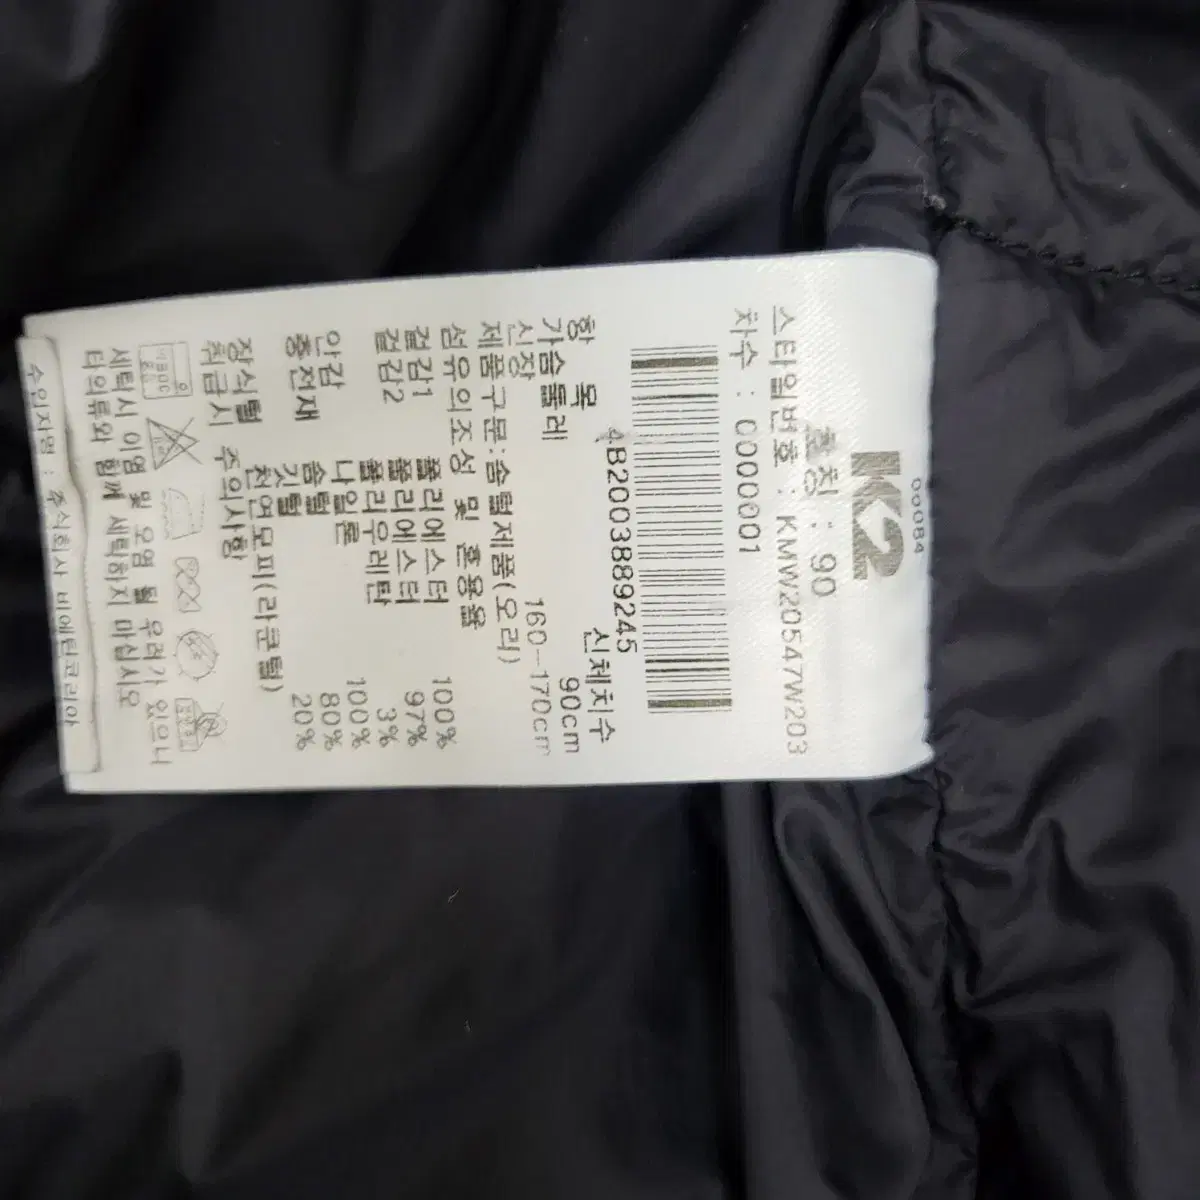 00084
K2
호칭 : 90
스타일번호 : KMW20547W203
차수 : 0000001
4B2003889245
항 목 신체치수
가슴둘레 90cm
신장 160-170cm
제품구분:솜털제품(오리)
섬유의조성 및 혼용율
겉감1 폴리에스터 100%
겉감2 폴리에스터 97%
폴리우레탄 3%
안감 나일론 100%
충전재 솜털 80%
깃털 20%
장식털 천연모피(라쿤털)
취급시 주의사항
세탁시 이염 및 오염 될 우려가 있으니
타의류와 함께 세탁하지 마십시오
수입자명 : 주식회사 비에틴코리아